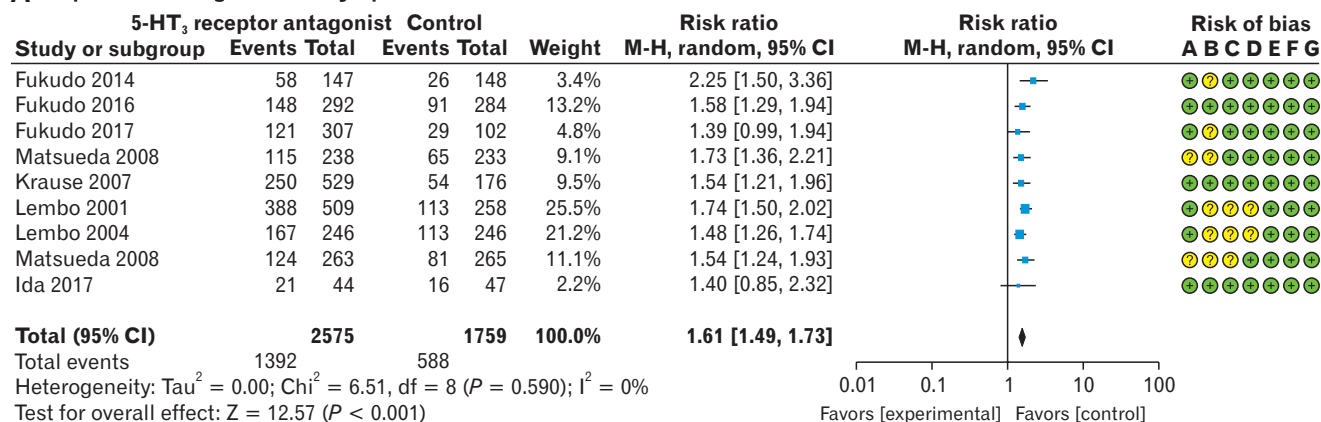 5-HT₃ receptor antagonist Control Risk ratio Risk ratio Risk of bias
Study or subgroup Events Total Events Total Weight M-H, random, 95% CI M-H, random, 95% CI A B C D E F G
Fukudo 2014 58 147 26 148 3.4% 2.25 [1.50, 3.36] + ? + + + + +
Fukudo 2016 148 292 91 284 13.2% 1.58 [1.29, 1.94] + + + + + + +
Fukudo 2017 121 307 29 102 4.8% 1.39 [0.99, 1.94] + ? + + + + +
Matsueda 2008 115 238 65 233 9.1% 1.73 [1.36, 2.21] ? ? + + + + +
Krause 2007 250 529 54 176 9.5% 1.54 [1.21, 1.96] + + + + + + +
Lembo 2001 388 509 113 258 25.5% 1.74 [1.50, 2.02] + ? ? ? + + +
Lembo 2004 167 246 113 246 21.2% 1.48 [1.26, 1.74] + ? ? ? + + +
Matsueda 2008 124 263 81 265 11.1% 1.54 [1.24, 1.93] ? ? ? + + + +
Ida 2017 21 44 16 47 2.2% 1.40 [0.85, 2.32] + + + + + + +
Total (95% CI) 2575 1759 100.0% 1.61 [1.49, 1.73]
Total events 1392 588
Heterogeneity: Tau² = 0.00; Chi² = 6.51, df = 8 (P = 0.590); I² = 0%
Test for overall effect: Z = 12.57 (P < 0.001)
0.01 0.1 1 10 100
Favors [experimental] Favors [control]